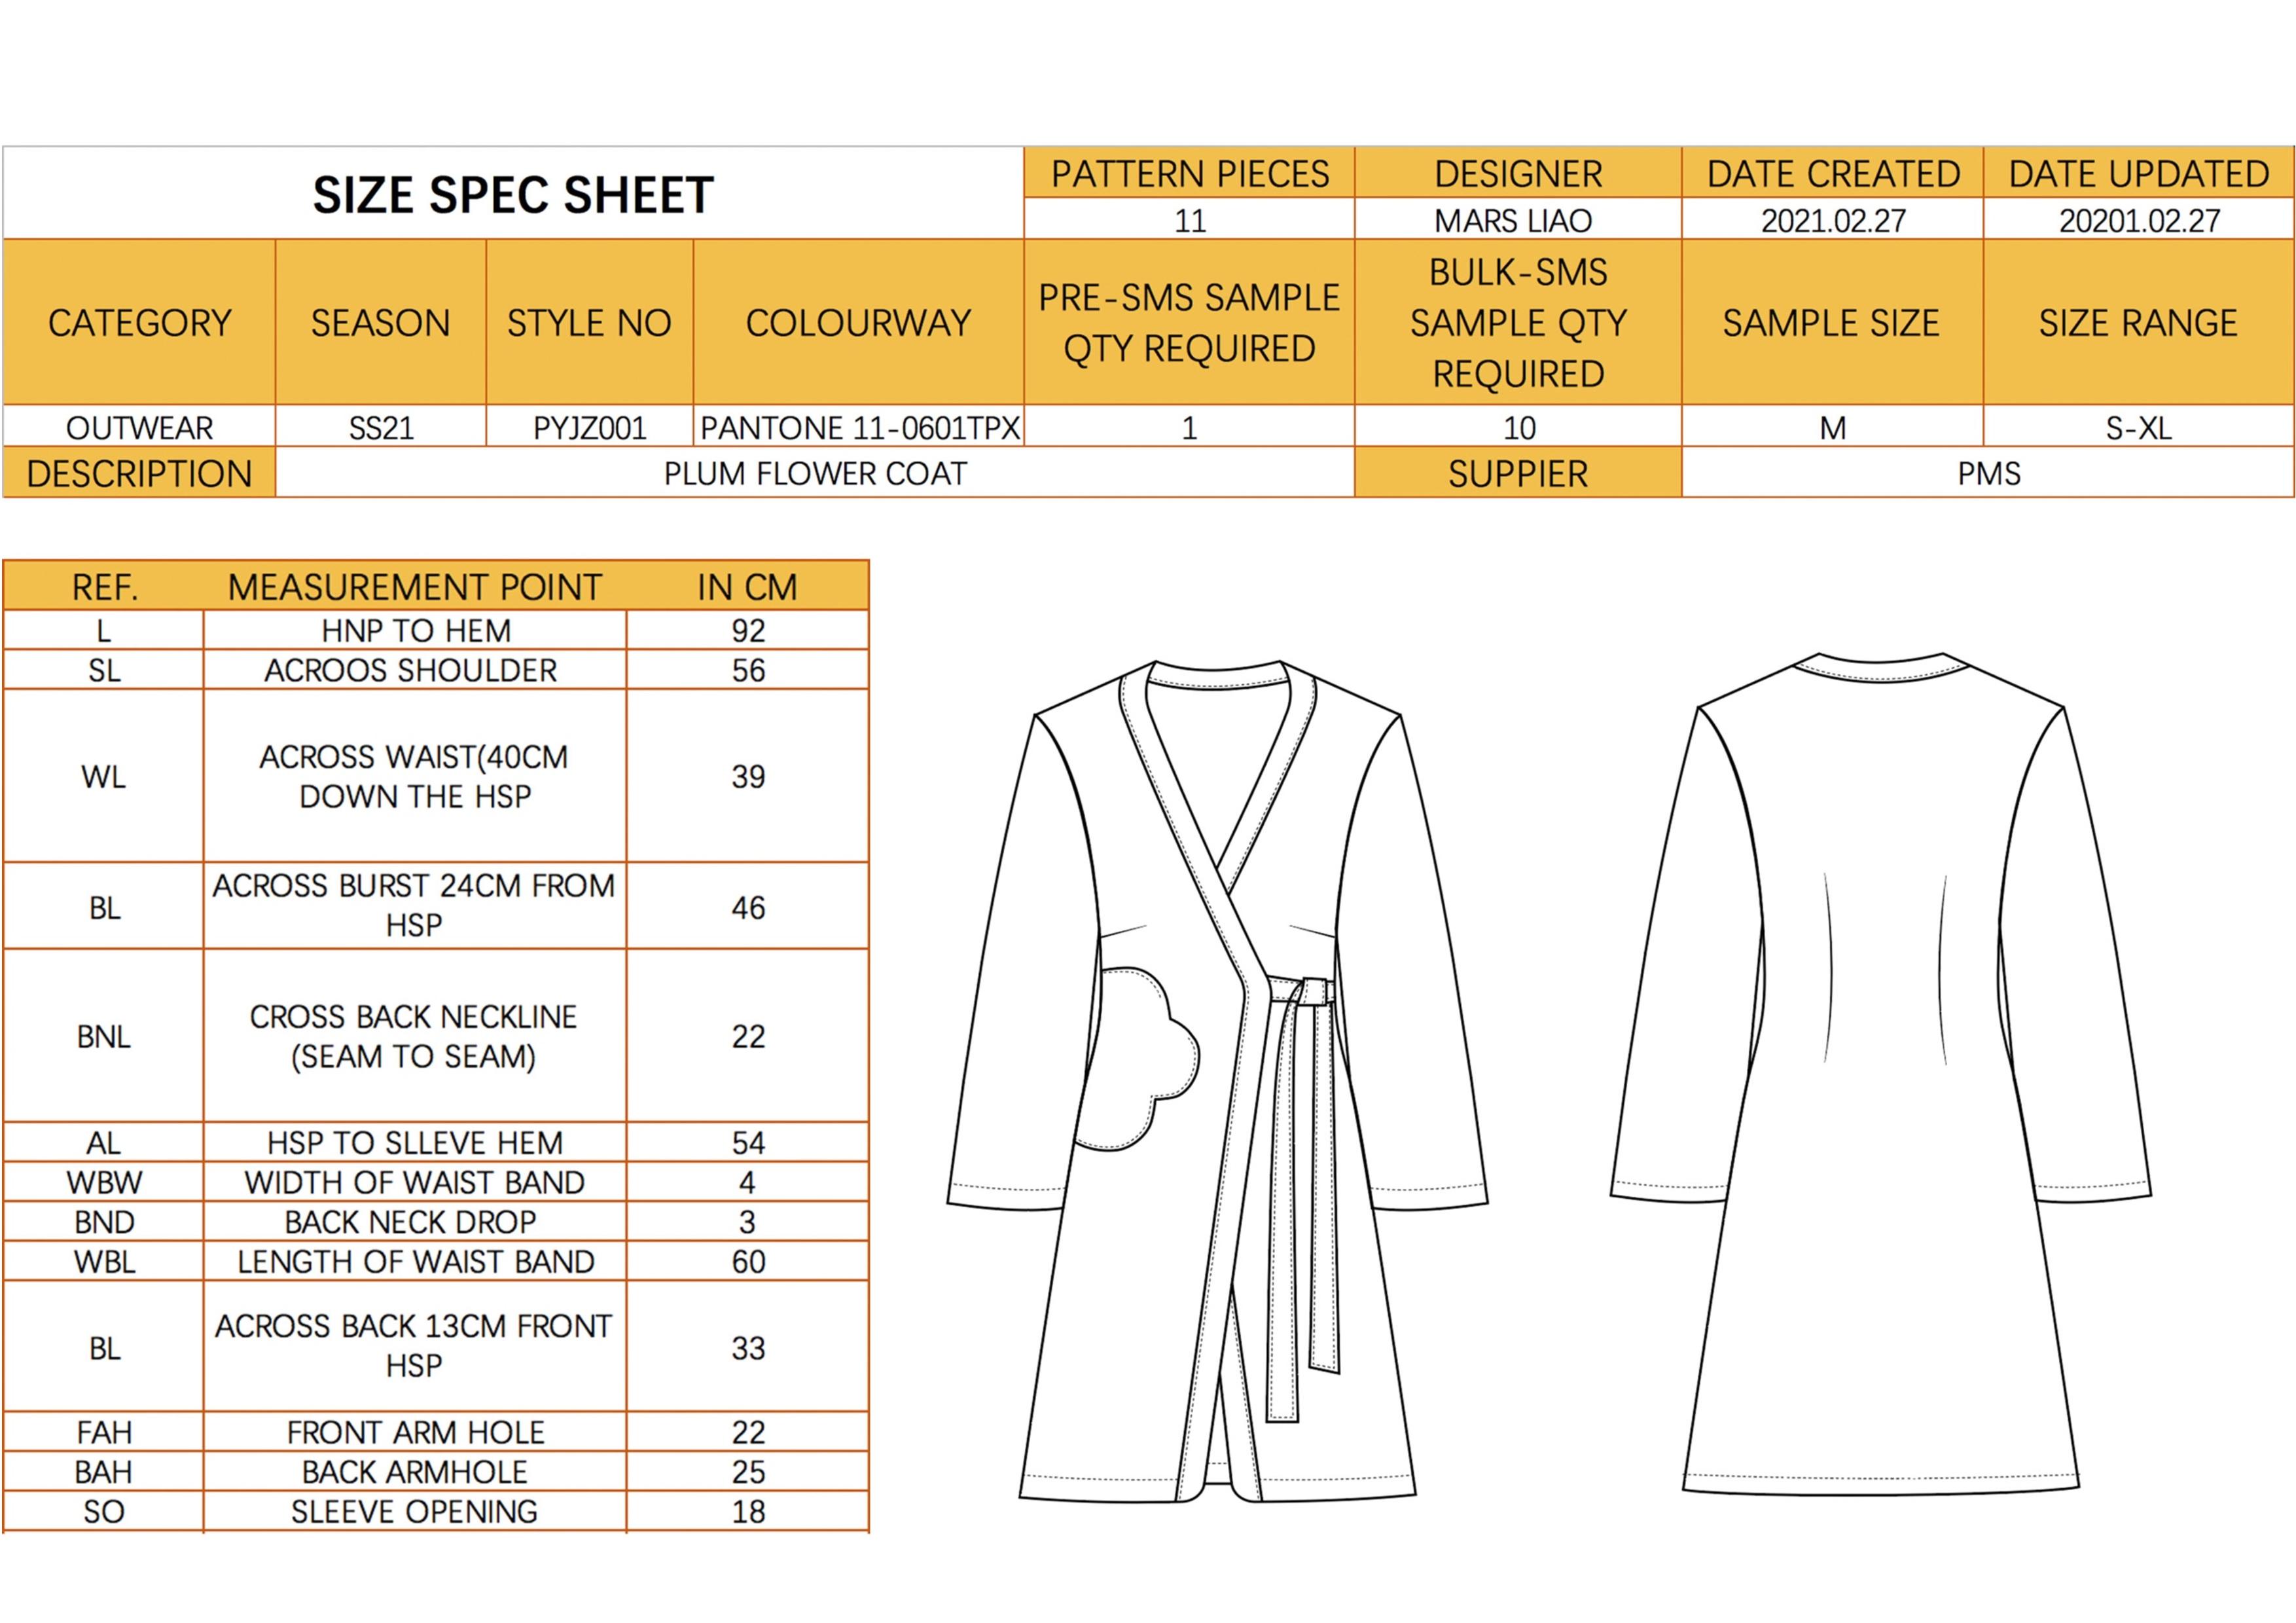 SIZE SPEC SHEET
PATTERN PIECES DESIGNER DATE CREATED DATE UPDATED
11 MARS LIAO 2021.02.27 20201.02.27
CATEGORY SEASON STYLE NO COLOURWAY
PRE-SMS SAMPLE
QTY REQUIRED
BULK-SMS
SAMPLE QTY
REQUIRED
SAMPLE SIZE SIZE RANGE
OUTWEAR SS21 PYJZ001 PANTONE 11-0601TPX 1 10 M S-XL
DESCRIPTION PLUM FLOWER COAT SUPPIER PMS
REF. MEASUREMENT POINT IN CM
L HNP TO HEM 92
SL ACROOS SHOULDER 56
WL
ACROSS WAIST(40CM
DOWN THE HSP
39
BL
ACROSS BURST 24CM FROM
HSP
46
BNL
CROSS BACK NECKLINE
(SEAM TO SEAM)
22
AL HSP TO SLLEVE HEM 54
WBW WIDTH OF WAIST BAND 4
BND BACK NECK DROP 3
WBL LENGTH OF WAIST BAND 60
BL
ACROSS BACK 13CM FRONT
HSP
33
FAH FRONT ARM HOLE 22
BAH BACK ARMHOLE 25
SO SLEEVE OPENING 18